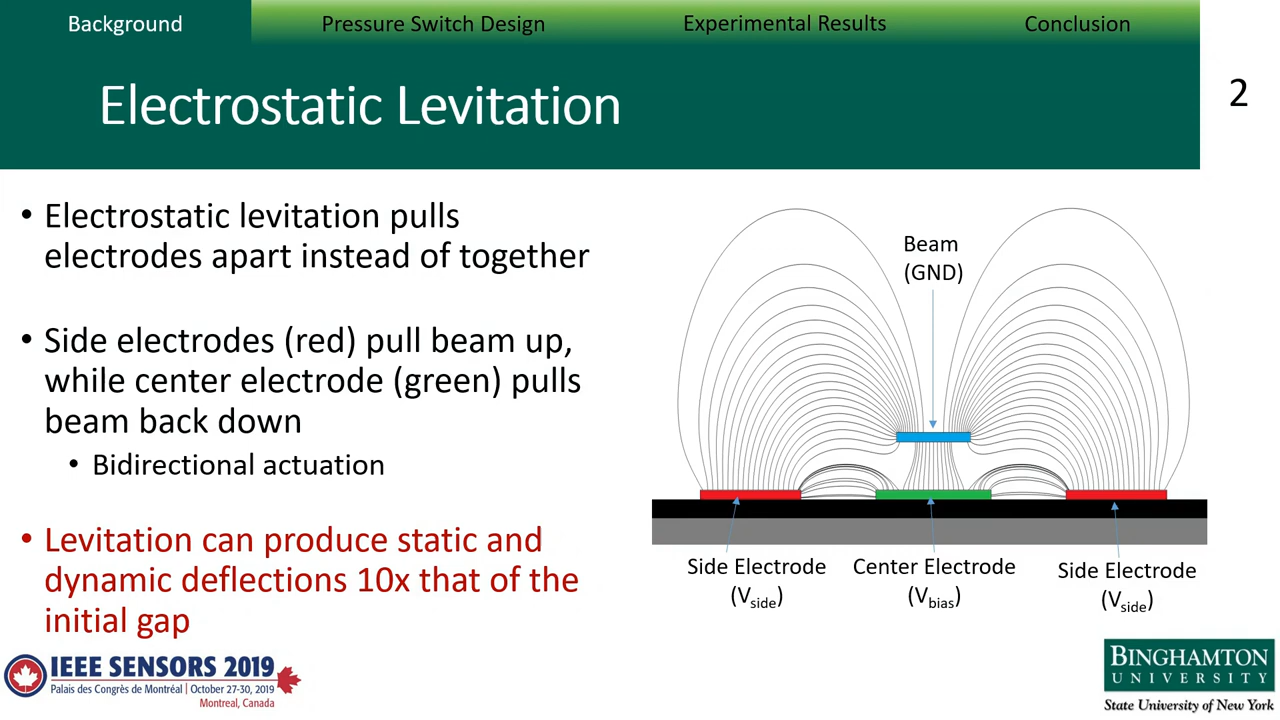 Background
Pressure Switch Design
Experimental Results
Conclusion
Electrostatic Levitation
2
• Electrostatic levitation pulls
electrodes apart instead of together
• Side electrodes (red) pull beam up,
while center electrode (green) pulls
beam back down
• Bidirectional actuation
• Levitation can produce static and
dynamic deflections 10x that of the
initial gap
Beam
(GND)
Side Electrode
(Vside)
Center Electrode
(Vbias)
Side Electrode
(Vside)
IEEE SENSORS 2019
Palais des Congrès de Montréal | October 27-30, 2019
Montreal, Canada
BINGHAMTON
UNIVERSITY
State University of New York